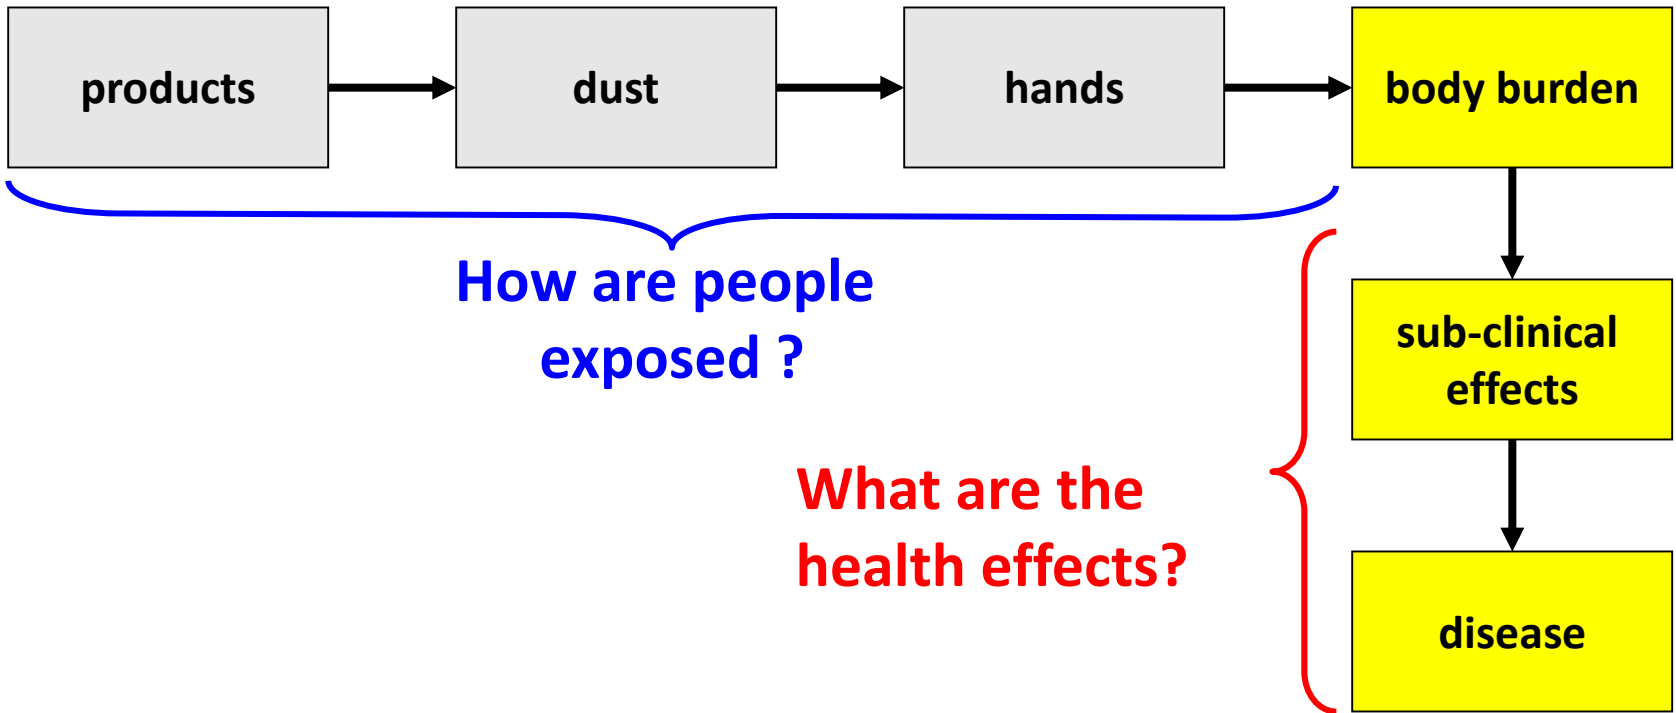 products
dust
hands
body burden
How are people
exposed ?
sub-clinical
effects
What are the
health effects?
disease